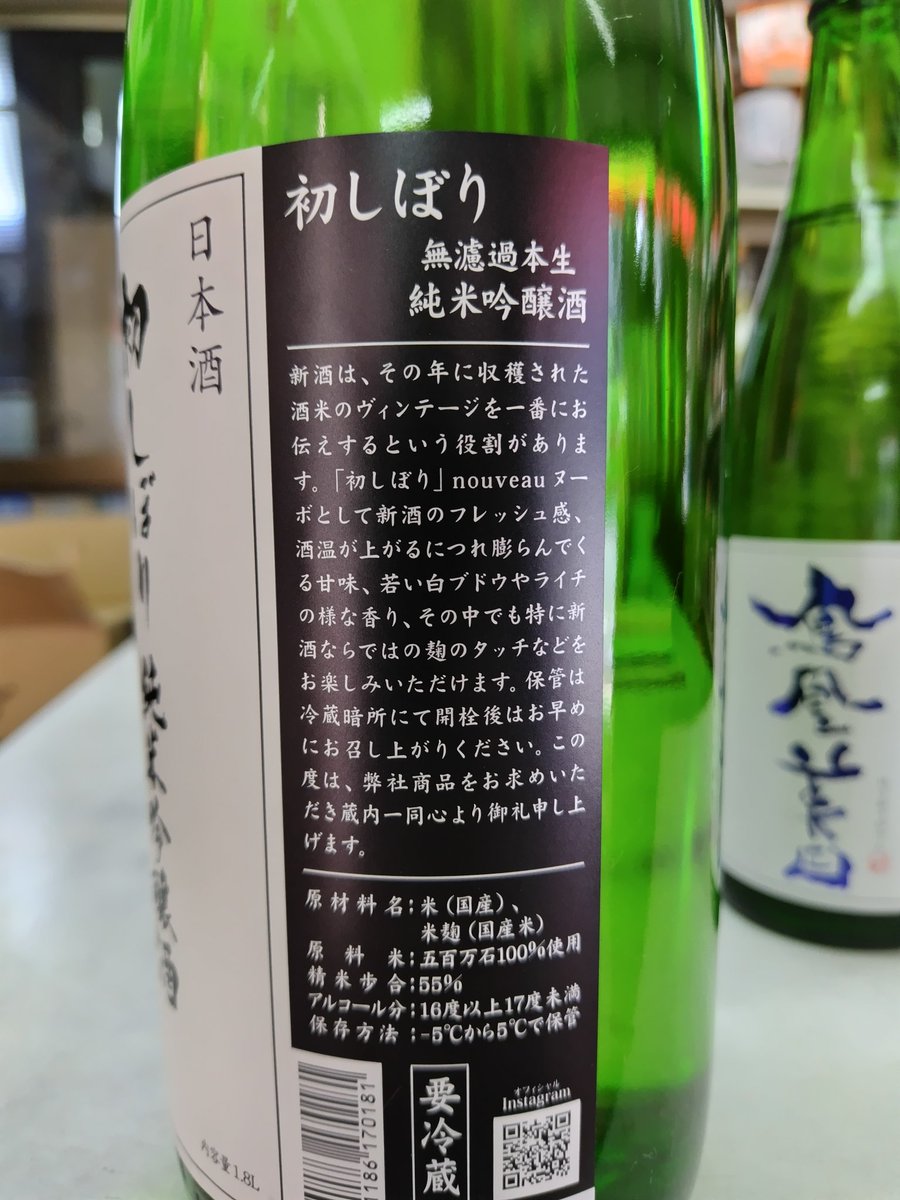 初しぼり
無濾過本生
純米吟醸酒
新酒は、その年に収穫された
酒米のヴィンテージを一番にお
伝えするという役割がありま
す。「初しぼり」nouveauヌー
ボとして新酒のフレッシュ感、
酒温が上がるにつれ膨らんでく
る甘味、若い白ブドウやライチ
の様な香り、その中でも特に新
酒ならではの麹のタッチなどを
お楽しみいただけます。保管は
冷蔵暗所にて開栓後はお早め
にお召し上がりください。この
度は、弊社商品をお求めいた
だき蔵内一同心より御礼申し上
げます。
原材料名:米(国産)、
米麹(国産米)
原料米:五百万石100%使用
精米歩合:55%
アルコール分:16度以上17度未満
保存方法:-5℃から5℃で保管
要冷蔵
オフィシャル
Instagram
1186170181
日本酒
初しぼり 純米吟醸酒
内容量1.8L
鳳凰美田